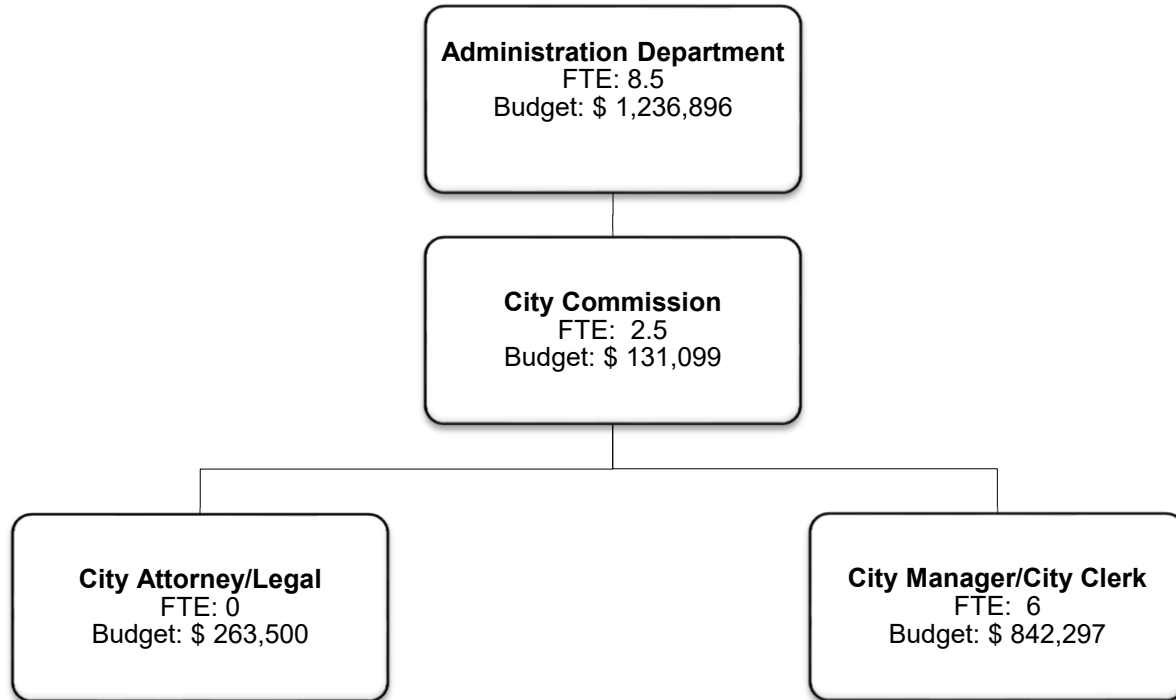 Administration Department
FTE: 8.5
Budget: $ 1,236,896
City Commission
FTE:  2.5
Budget: $ 131,099
City Attorney/Legal
FTE: 0
Budget: $ 263,500
City Manager/City Clerk
FTE:  6
Budget: $ 842,297